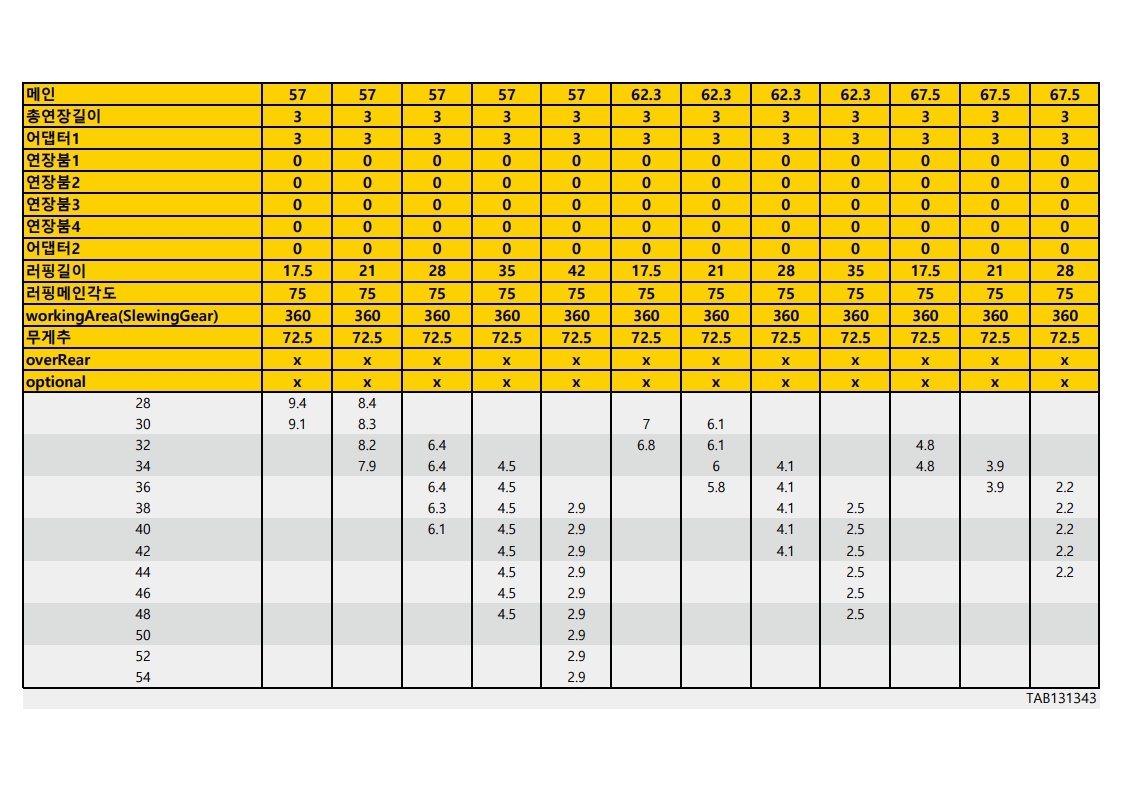 메인 57 57 57 57 57 62.3 62.3 62.3 62.3 67.5 67.5 67.5
총연장길이 3 3 3 3 3 3 3 3 3 3 3 3
어댑터1 3 3 3 3 3 3 3 3 3 3 3 3
연장붐1 0 0 0 0 0 0 0 0 0 0 0 0
연장붐2 0 0 0 0 0 0 0 0 0 0 0 0
연장붐3 0 0 0 0 0 0 0 0 0 0 0 0
연장붐4 0 0 0 0 0 0 0 0 0 0 0 0
어댑터2 0 0 0 0 0 0 0 0 0 0 0 0
러핑길이 17.5 21 28 35 42 17.5 21 28 35 17.5 21 28
러핑메인각도 75 75 75 75 75 75 75 75 75 75 75 75
workingArea(SlewingGear) 360 360 360 360 360 360 360 360 360 360 360 360
무게추 72.5 72.5 72.5 72.5 72.5 72.5 72.5 72.5 72.5 72.5 72.5 72.5
overRear x x x x x x x x x x x x
optional x x x x x x x x x x x x
28 9.4 8.4
30 9.1 8.3 7 6.1
32 8.2 6.4 6.8 6.1 4.8
34 7.9 6.4 4.5 6 4.1 4.8 3.9
36 6.4 4.5 5.8 4.1 3.9 2.2
38 6.3 4.5 2.9 4.1 2.5 2.2
40 6.1 4.5 2.9 4.1 2.5 2.2
42 4.5 2.9 4.1 2.5 2.2
44 4.5 2.9 2.5 2.2
46 4.5 2.9 2.5
48 4.5 2.9 2.5
50 2.9
52 2.9
54 2.9
TAB131343